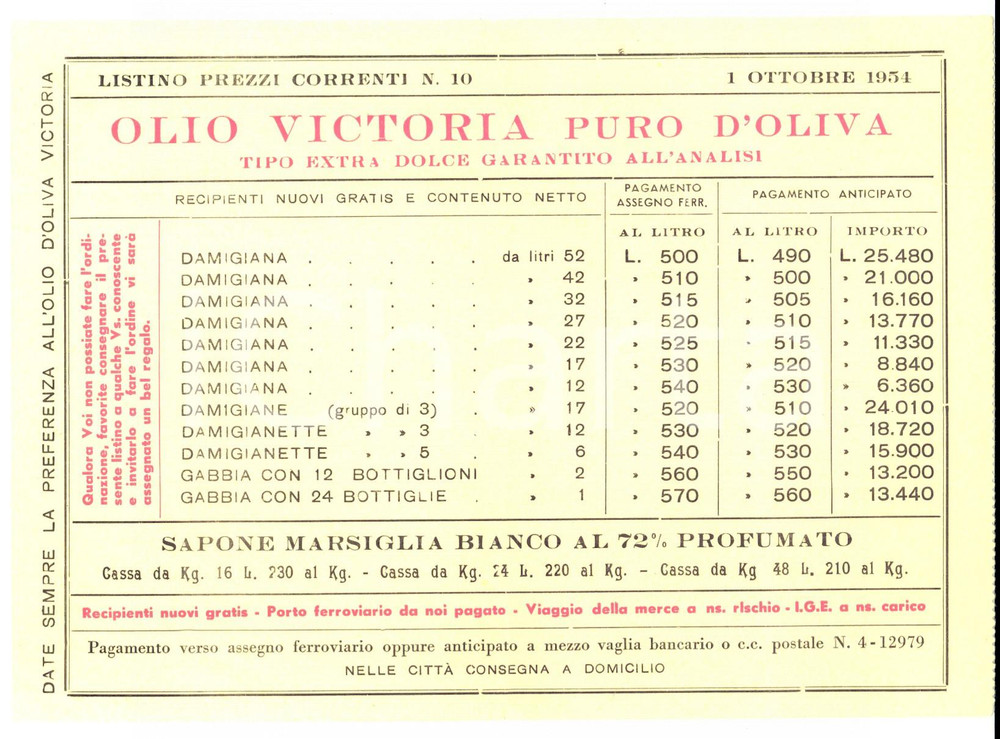 LISTINO PREZZI CORRENTI N. 10 1 OTTOBRE 1954
OLIO VICTORIA PURO D'OLIVA
TIPO EXTRA DOLCE GARANTITO ALL'ANALISI
RECIPIENTI NUOVI GRATIS E CONTENUTO NETTO
PAGAMENTO
ASSEGNO FERR.
PAGAMENTO ANTICIPATO
AL LITRO AL LITRO IMPORTO
DAMIGIANA . . . . . da litri 52 L. 500 L. 490 L. 25.480
DAMIGIANA . . . . . » 42 » 510 » 500 » 21.000
DAMIGIANA . . . . . » 32 » 515 » 505 » 16.160
DAMIGIANA . . . . . » 27 » 520 » 510 » 13.770
DAMIGIANA . . . . . » 22 » 525 » 515 » 11.330
DAMIGIANA . . . . . » 17 » 530 » 520 » 8.840
DAMIGIANA . . . . . » 12 » 540 » 530 » 6.360
DAMIGIANE (gruppo di 3) . » 17 » 520 » 510 » 24.010
DAMIGIANETTE » » 3 . » 12 » 530 » 520 » 18.720
DAMIGIANETTE » » 5 . » 6 » 540 » 530 » 15.900
GABBIA CON 12 BOTTIGLIONI » 2 » 560 » 550 » 13.200
GABBIA CON 24 BOTTIGLIE . » 1 » 570 » 560 » 13.440
Qualora Voi non possiate fare l'ordi-
nazione, favorite consegnare il pre-
sente listino a qualche Vs. conoscente
e invitarlo a fare l'ordine vi sarà
assegnato un bel regalo.
DATE SEMPRE LA PREFERENZA ALL'OLIO D'OLIVA VICTORIA
SAPONE MARSIGLIA BIANCO AL 72% PROFUMATO
Cassa da Kg. 16 L. 230 al Kg. - Cassa da Kg. 24 L. 220 al Kg. - Cassa da Kg 48 L. 210 al Kg.
Recipienti nuovi gratis - Porto ferroviario da noi pagato - Viaggio della merce a ns. rischio - I.G.E. a ns. carico
Pagamento verso assegno ferroviario oppure anticipato a mezzo vaglia bancario o c.c. postale N. 4-12979
NELLE CITTÀ CONSEGNA A DOMICILIO